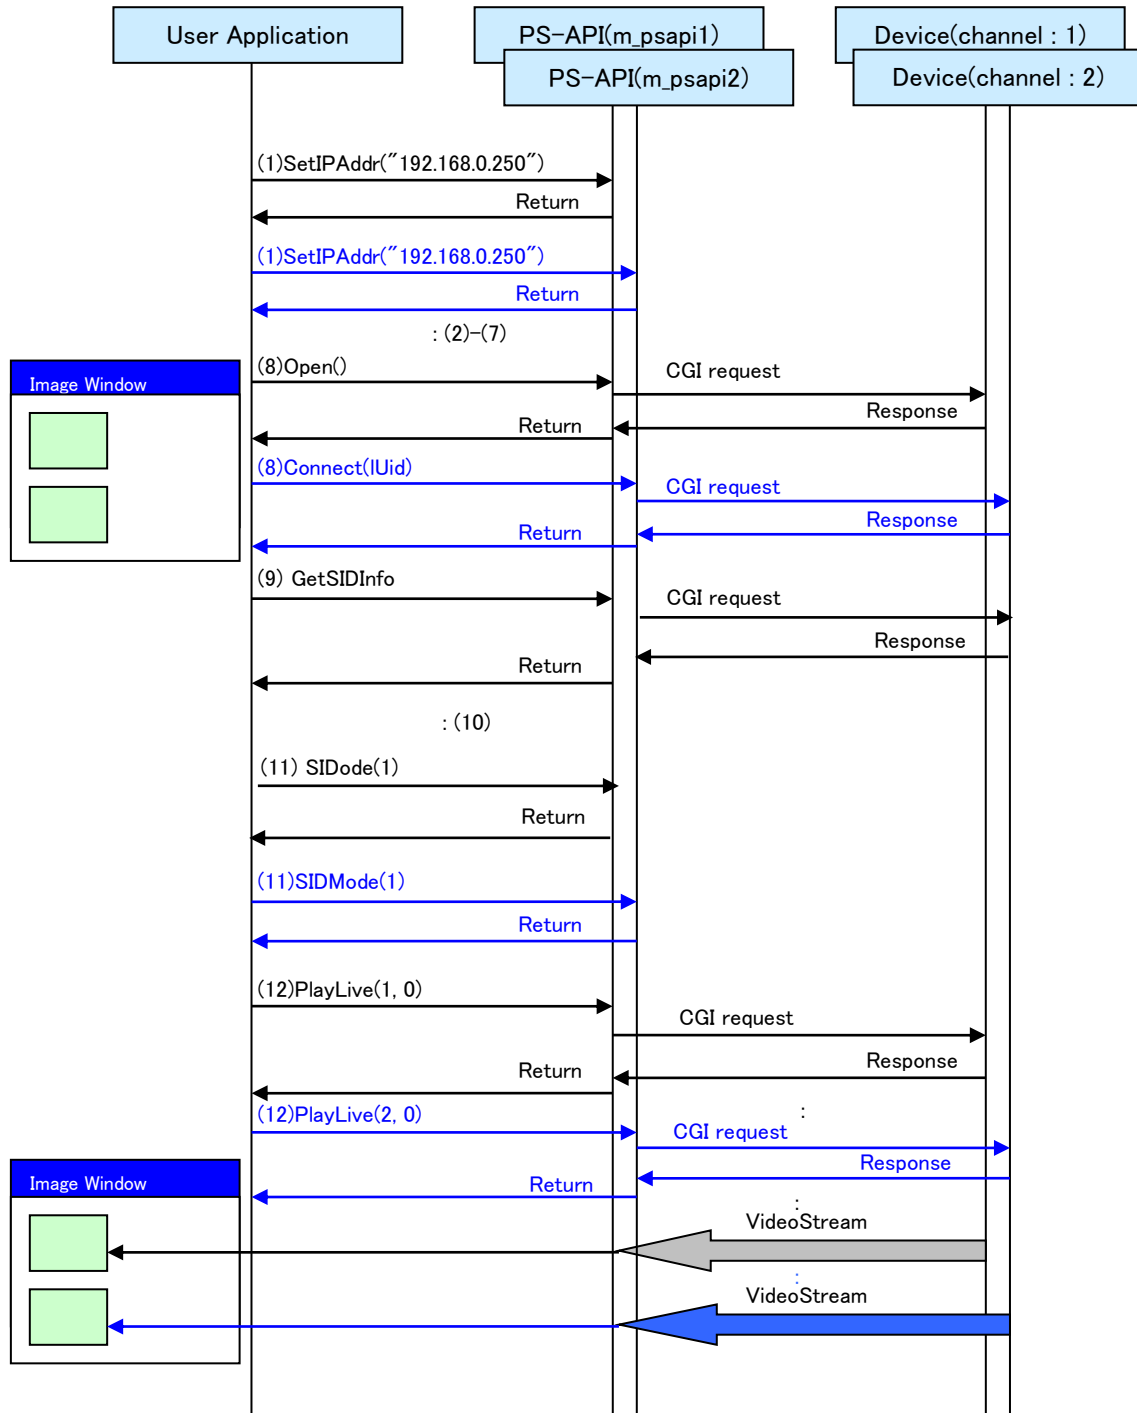 User Application
PS-API(m_psapi1)
Device(channel : 1)
PS-API(m_psapi2)
Device(channel : 2)
(1)SetIPAddr("192.168.0.250")
Return
(1)SetIPAddr("192.168.0.250")
Return
: (2)-(7)
(8)Open()
CGI request
Image Window
Response
Return
(8)Connect(lUid)
CGI request
Response
Return
(9) GetSIDInfo
CGI request
Response
Return
: (10)
(11) SIDode(1)
Return
(11)SIDMode(1)
Return
(12)PlayLive(1, 0)
CGI request
Response
Return
(12)PlayLive(2, 0)
:
CGI request
Response
Image Window
Return
:
VideoStream
:
VideoStream